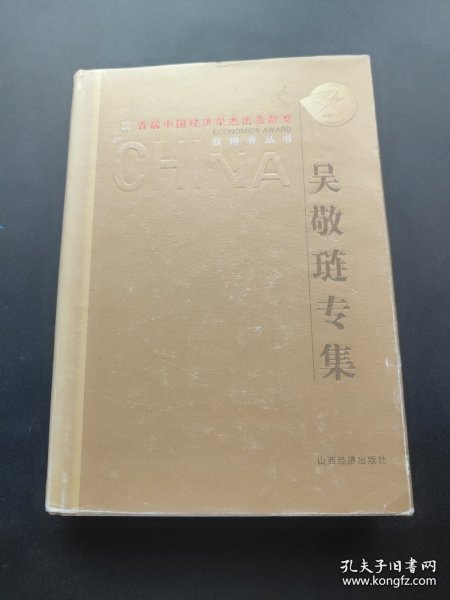 首届中国经济学杰出贡献奖
ECONOMICS AWARD
获得者丛书
CHINA
吴敬琏专集
山西经济出版社
孔夫子旧书网
www.kongfz.com